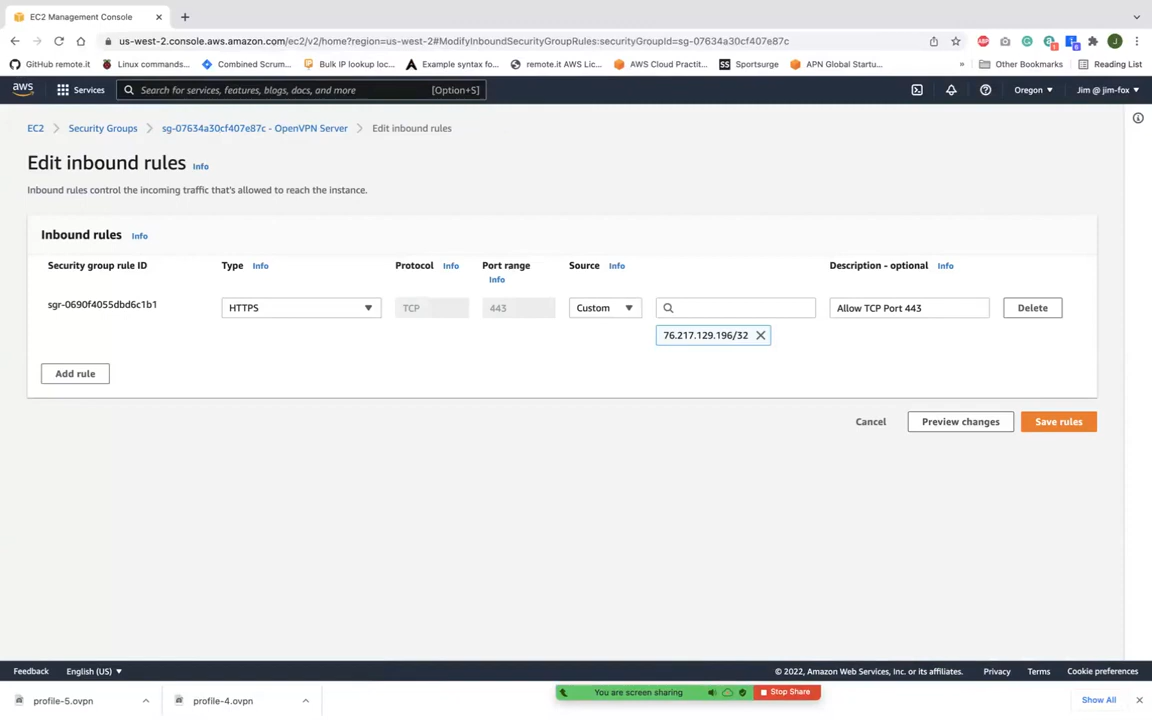 EC2 Management Console
us-west-2.console.aws.amazon.com/ec2/v2/home?region=us-west-2#ModifyInboundSecurityGroupRules:securityGroupId=sg-07634a30cf407e87c
GitHub remote.it
Linux commands...
Combined Scrum...
Bulk IP lookup loc...
Example syntax fo...
remote.it AWS Lic...
AWS Cloud Practit...
SS Sportsurge
APN Global Startu...
» Other Bookmarks
Reading List
aws
Services
Search for services, features, blogs, docs, and more [Option+S]
Oregon
Jim @ jim-fox
EC2 > Security Groups > sg-07634a30cf407e87c - OpenVPN Server > Edit inbound rules
Edit inbound rules Info
Inbound rules control the incoming traffic that's allowed to reach the instance.
Inbound rules Info
Security group rule ID Type Info Protocol Info Port range Source Info Description - optional Info
Info
sgr-0690f4055dbd6c1b1 HTTPS TCP 443 Custom Allow TCP Port 443 Delete
76.217.129.196/32
Add rule
Cancel Preview changes Save rules
Feedback English (US) © 2022, Amazon Web Services, Inc. or its affiliates. Privacy Terms Cookie preferences
profile-5.ovpn profile-4.ovpn You are screen sharing Stop Share Show All